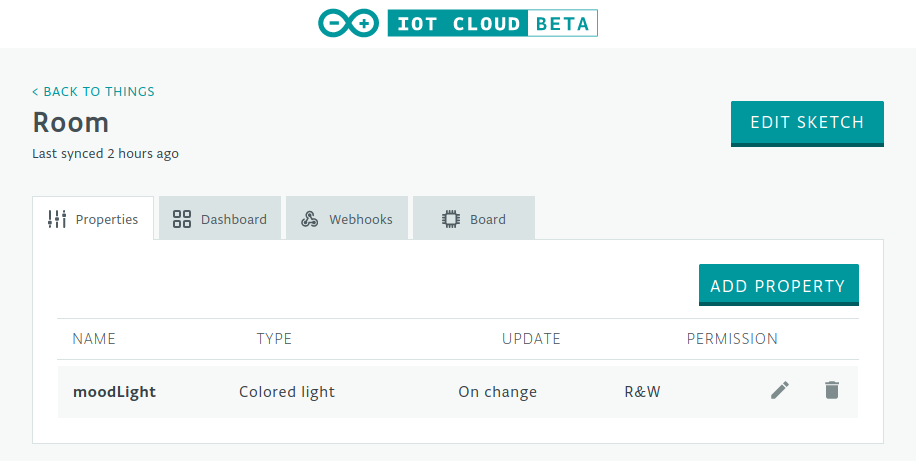 IOT CLOUD BETA
< BACK TO THINGS
Room
EDIT SKETCH
Last synced 2 hours ago
Properties Dashboard Webhooks Board
ADD PROPERTY
NAME TYPE UPDATE PERMISSION
moodLight Colored light On change R&W